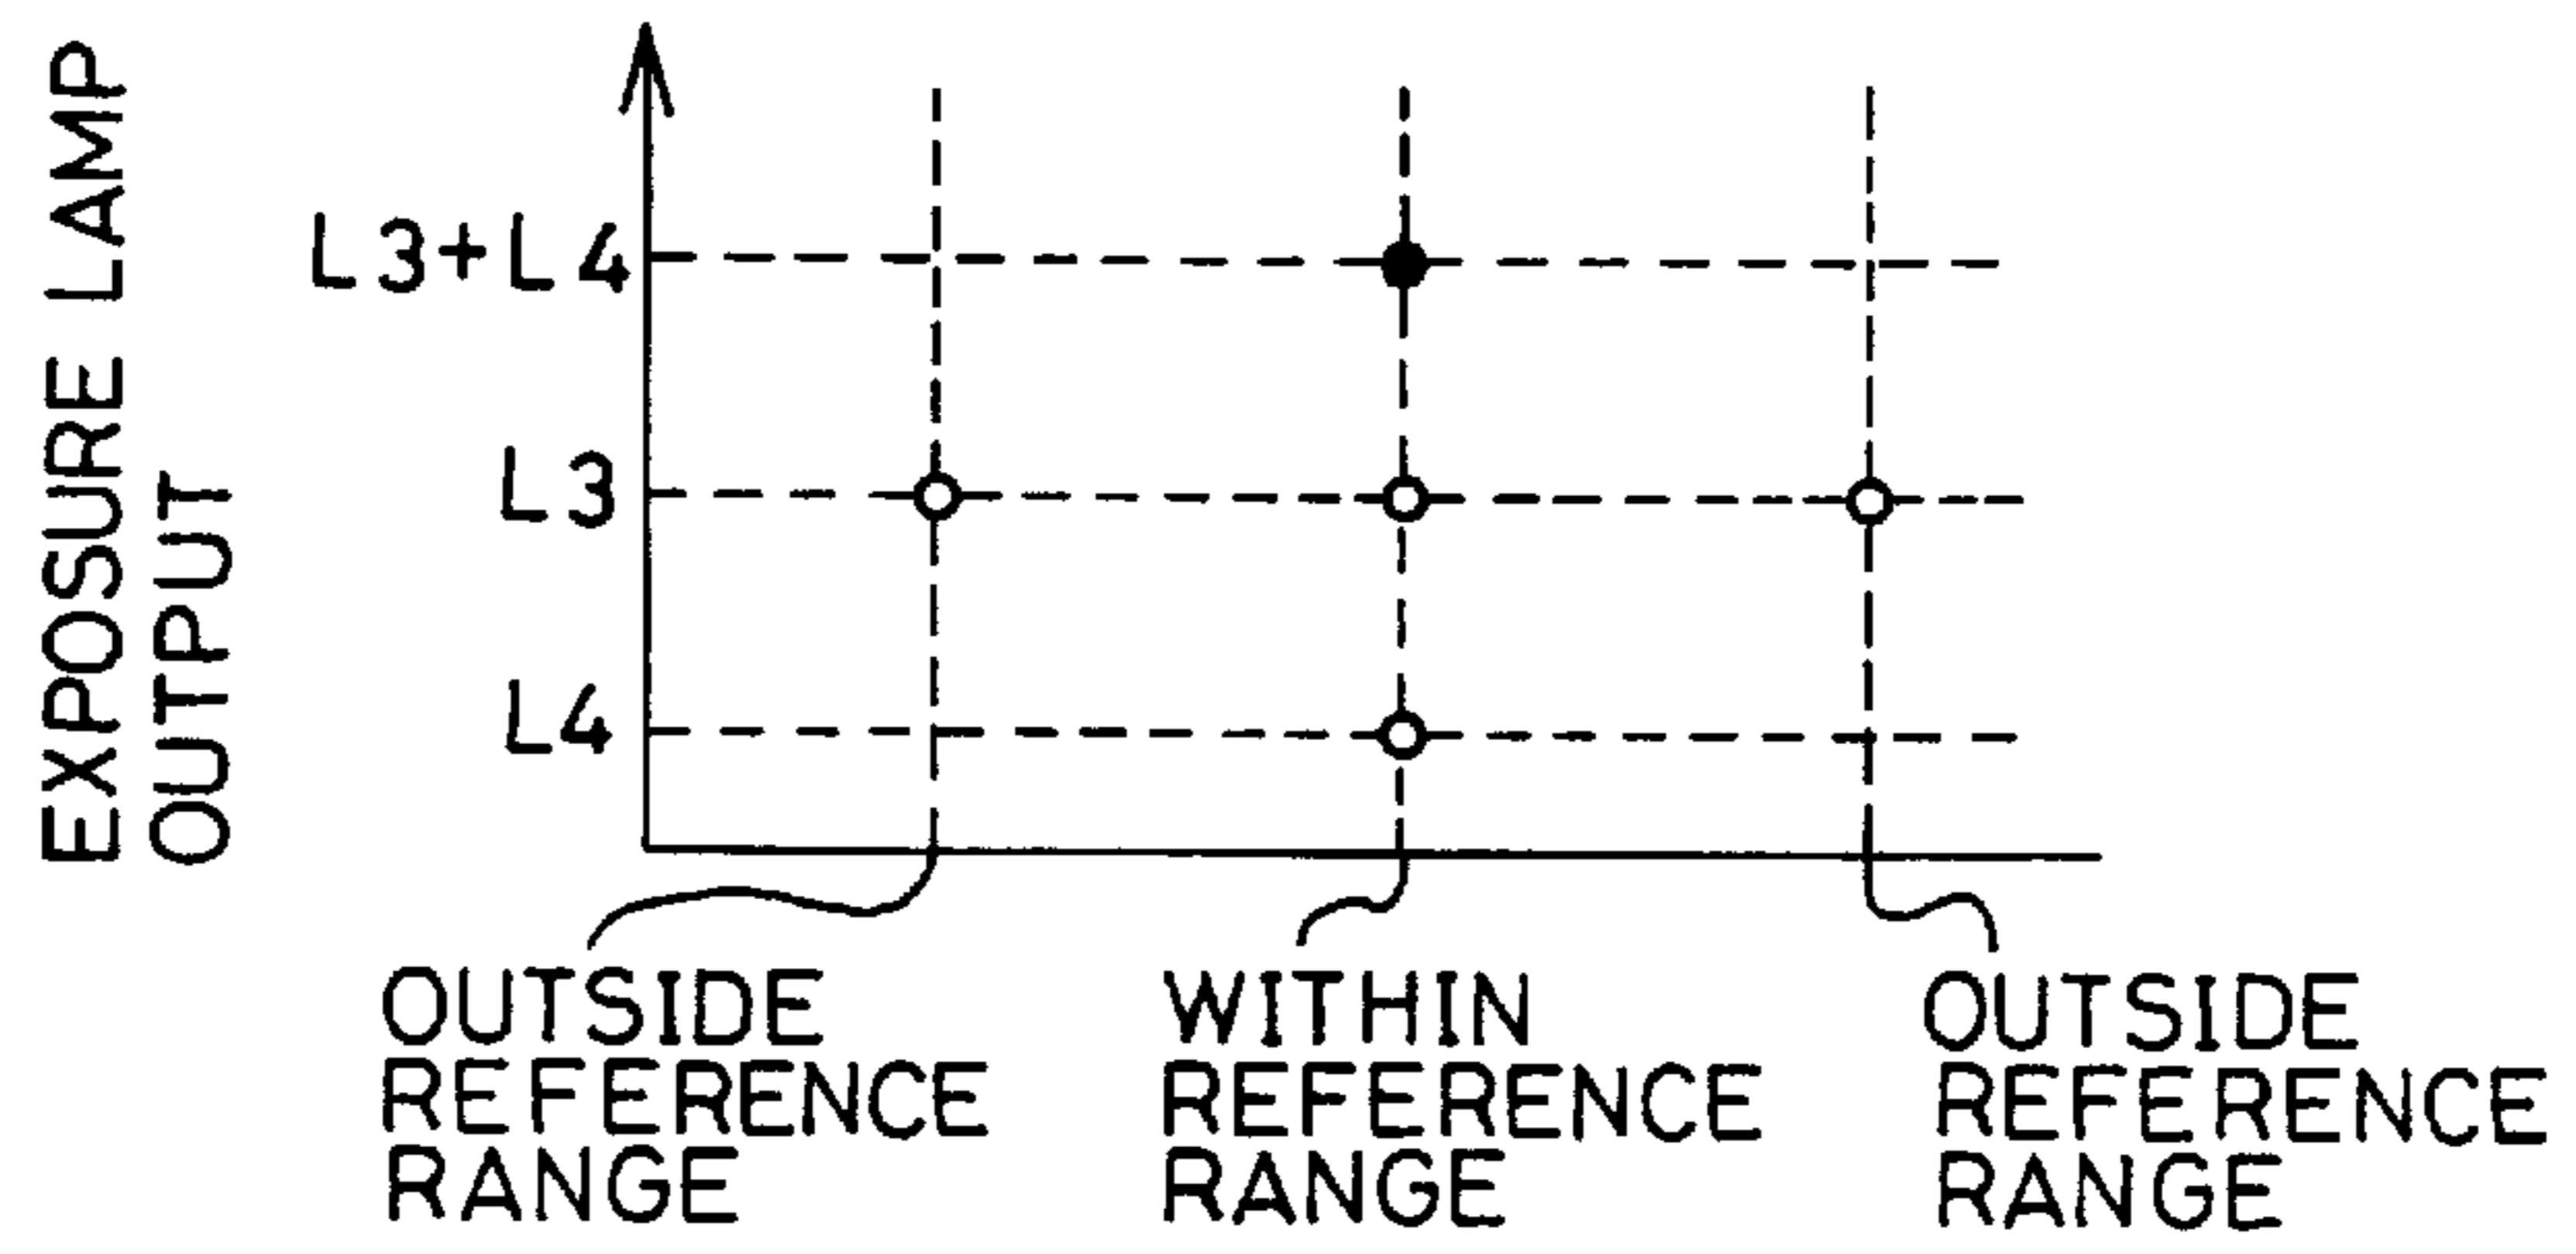 EXPOSURE LAMP
OUTPUT
L3+L4
L3
L4
OUTSIDE
REFERENCE
RANGE
WITHIN
REFERENCE
RANGE
OUTSIDE
REFERENCE
RANGE